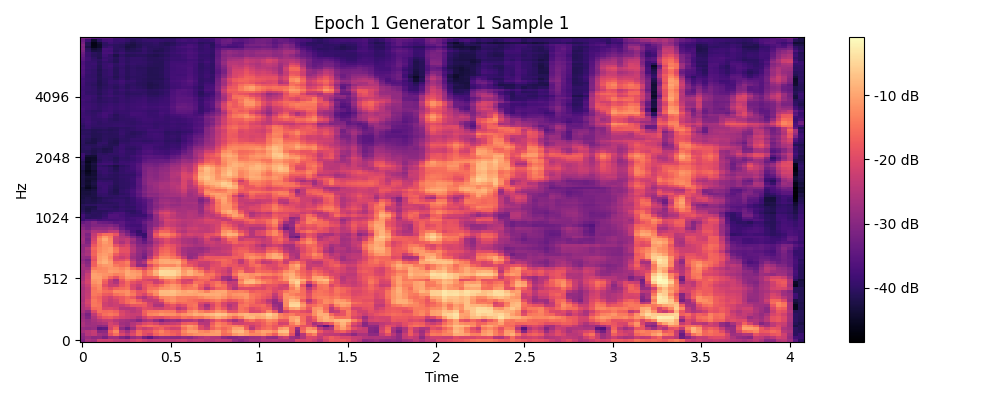 Epoch 1 Generator 1 Sample 1
4096
2048
1024
512
0
Hz
0 0.5 1 1.5 2 2.5 3 3.5 4
Time
-10 dB
-20 dB
-30 dB
-40 dB